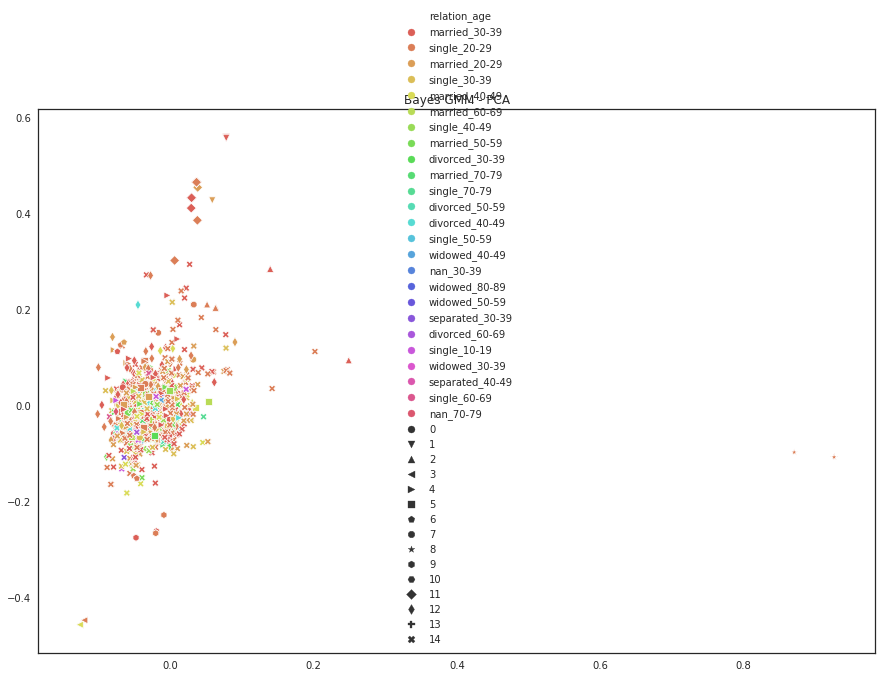 relation_age
married_30-39
single_20-29
married_20-29
single_30-39
married_40-49
Bayes GMM - PCA
married_60-69
single_40-49
married_50-59
divorced_30-39
married_70-79
single_70-79
divorced_50-59
divorced_40-49
single_50-59
widowed_40-49
nan_30-39
widowed_80-89
widowed_50-59
separated_30-39
divorced_60-69
single_10-19
widowed_30-39
separated_40-49
single_60-69
nan_70-79
0
1
2
3
4
5
6
7
8
9
10
11
12
13
14
0.6
0.4
0.2
0.0
−0.2
−0.4
0.0 0.2 0.4 0.6 0.8